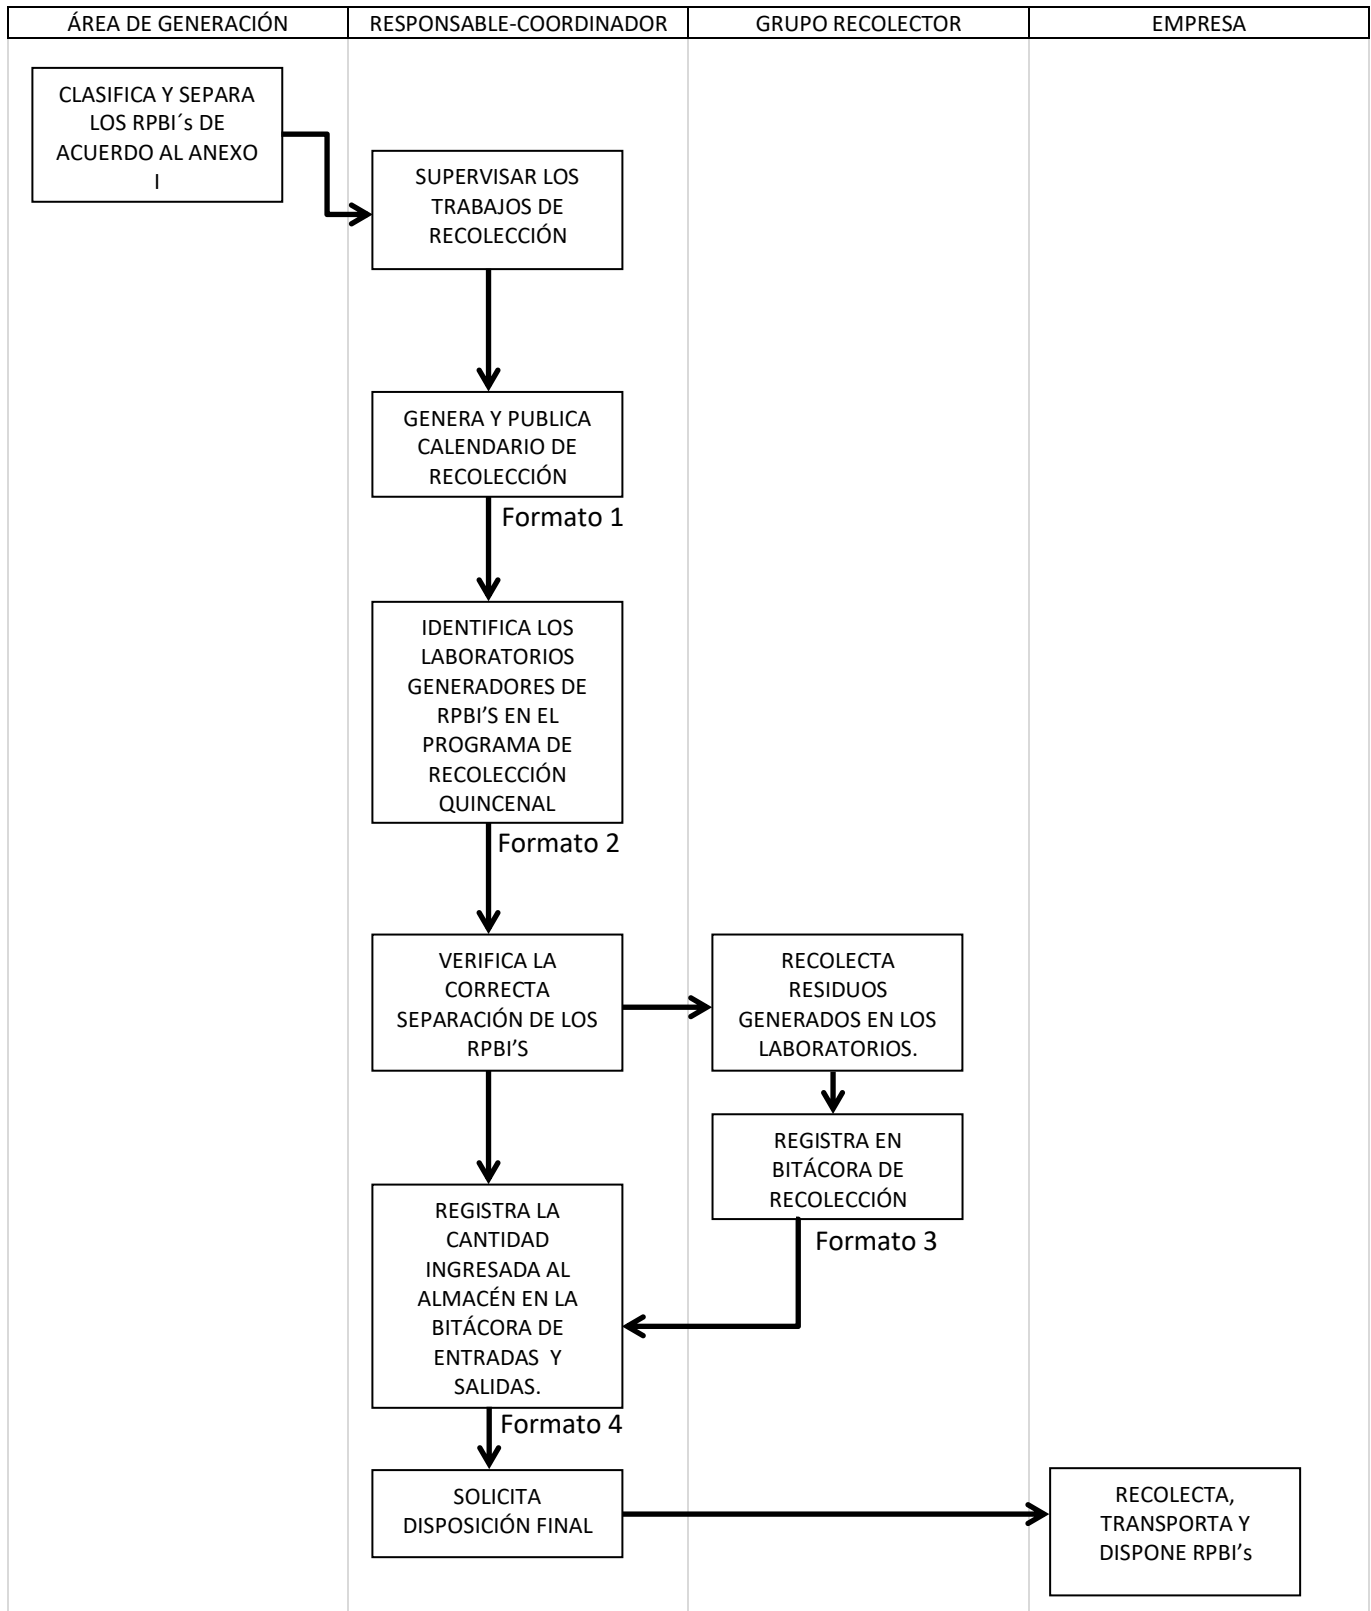 ÁREA DE GENERACIÓN
RESPONSABLE-COORDINADOR
GRUPO RECOLECTOR
EMPRESA
CLASIFICA Y SEPARA
LOS RPBI´s DE
ACUERDO AL ANEXO
I
SUPERVISAR LOS
TRABAJOS DE
RECOLECCIÓN
GENERA Y PUBLICA
CALENDARIO DE
RECOLECCIÓN
Formato 1
IDENTIFICA LOS
LABORATORIOS
GENERADORES DE
RPBI’S EN EL
PROGRAMA DE
RECOLECCIÓN
QUINCENAL
Formato 2
VERIFICA LA
CORRECTA
SEPARACIÓN DE LOS
RPBI’S
RECOLECTA
RESIDUOS
GENERADOS EN LOS
LABORATORIOS.
REGISTRA EN
BITÁCORA DE
RECOLECCIÓN
Formato 3
REGISTRA LA
CANTIDAD
INGRESADA AL
ALMACÉN EN LA
BITÁCORA DE
ENTRADAS  Y
SALIDAS.
Formato 4
SOLICITA
DISPOSICIÓN FINAL
RECOLECTA,
TRANSPORTA Y
DISPONE RPBI’s